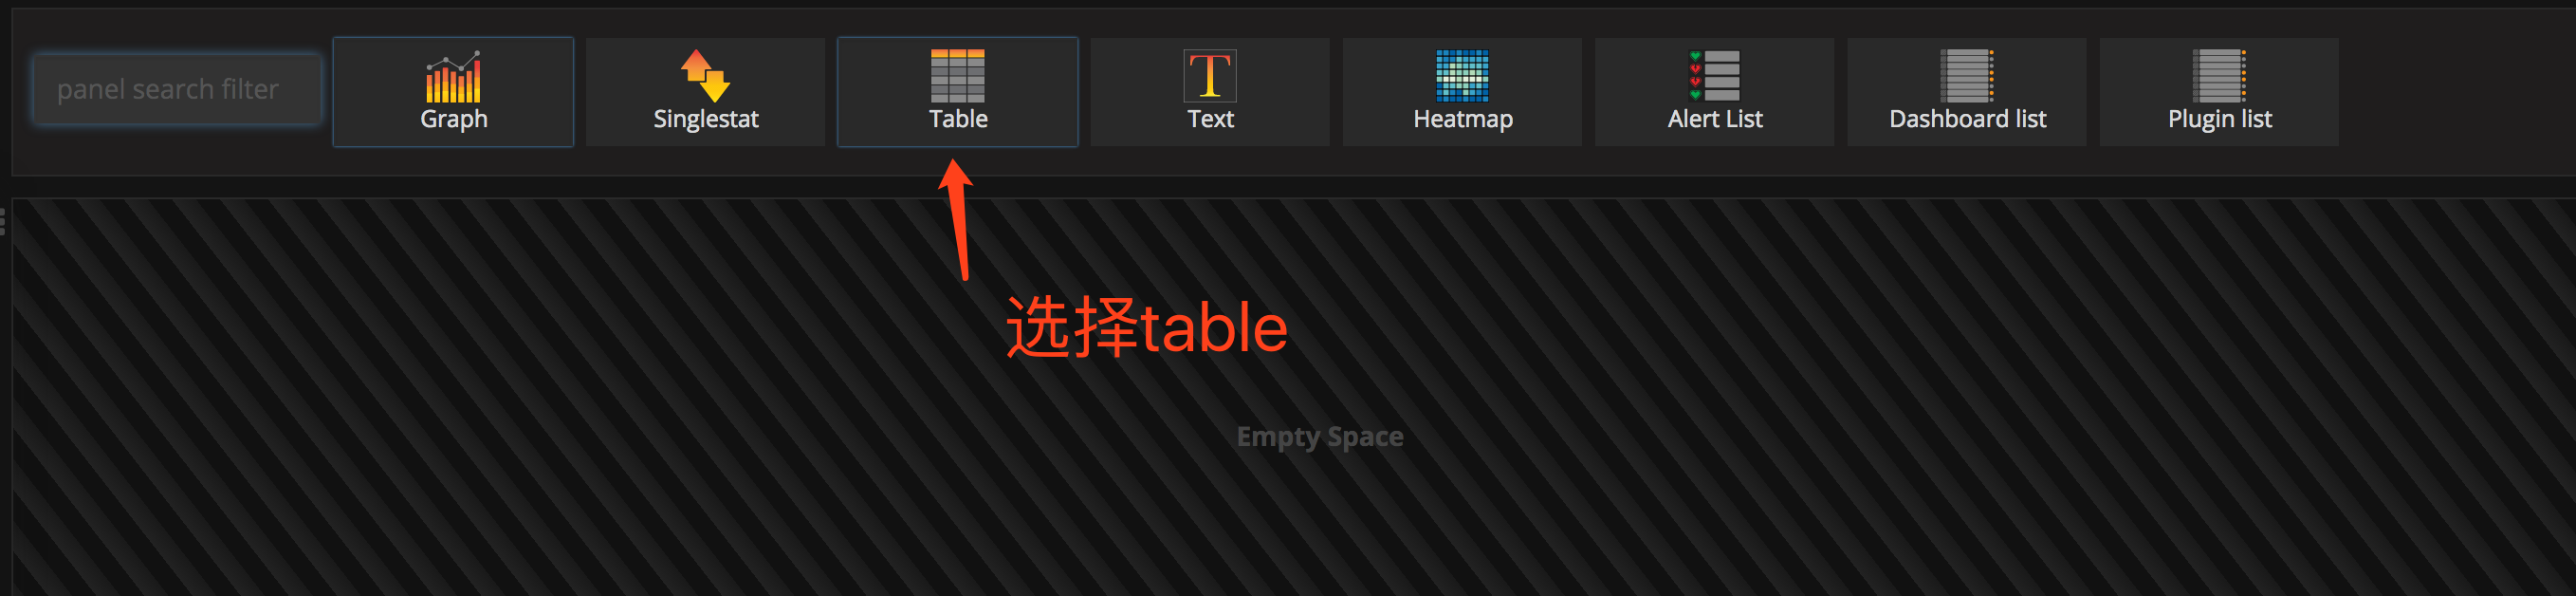 panel search filter
Graph
Singlestat
Table
T
Text
Heatmap
Alert List
Dashboard list
Plugin list
选择table
Empty Space